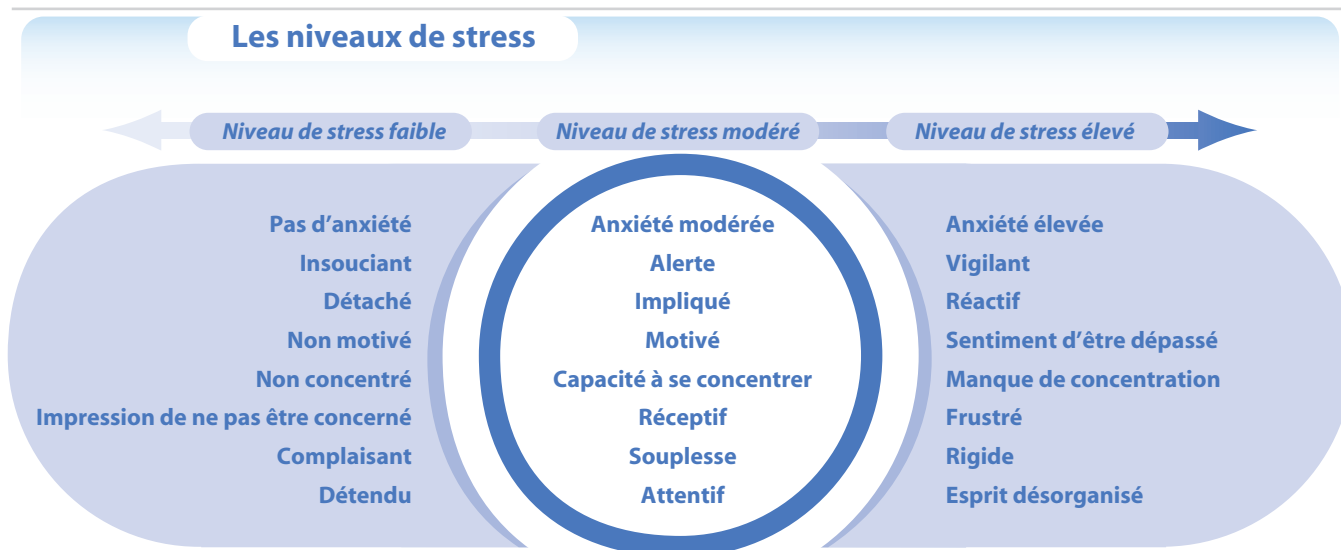 Les niveaux de stress
Niveau de stress faible
Niveau de stress modéré
Niveau de stress élevé
Pas d’anxiété
Insouciant
Détaché
Non motivé
Non concentré
Impression de ne pas être concerné
Complaisant
Détendu
Anxiété modérée
Alerte
Impliqué
Motivé
Capacité à se concentrer
Réceptif
Souplesse
Attentif
Anxiété élevée
Vigilant
Réactif
Sentiment d’être dépassé
Manque de concentration
Frustré
Rigide
Esprit désorganisé